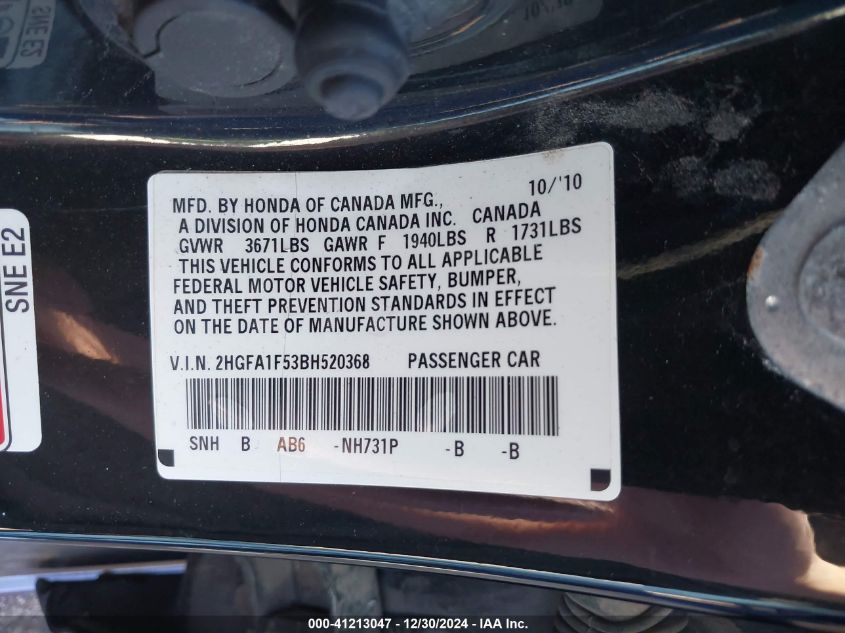 SNE E2
SNE E2
10/'10
MFD. BY HONDA OF CANADA MFG.,
A DIVISION OF HONDA CANADA INC. CANADA
GVWR 3671LBS GAWR F 1940LBS R 1731LBS
THIS VEHICLE CONFORMS TO ALL APPLICABLE
FEDERAL MOTOR VEHICLE SAFETY, BUMPER,
AND THEFT PREVENTION STANDARDS IN EFFECT
ON THE DATE OF MANUFACTURE SHOWN ABOVE.
V.I.N. 2HGFA1F53BH520368 PASSENGER CAR
SNH B AB6 -NH731P -B -B
000-41213047 - 12/30/2024 - IAA Inc.